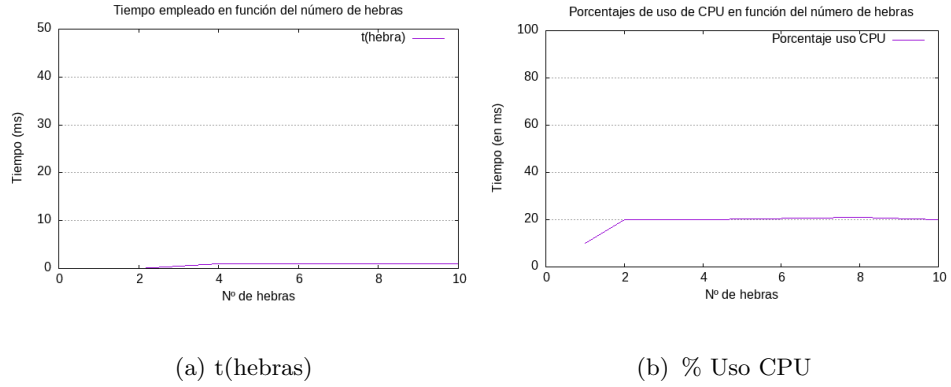 Tiempo empleado en función del número de hebras
50
40
30
20
10
0
Tiempo (ms)
t(hebra)
0 2 4 6 8 10
Nº de hebras
(a) t(hebras)
Porcentajes de uso de CPU en función del número de hebras
100
80
60
40
20
0
Tiempo (en ms)
Porcentaje uso CPU
0 2 4 6 8 10
Nº de hebras
(b) % Uso CPU